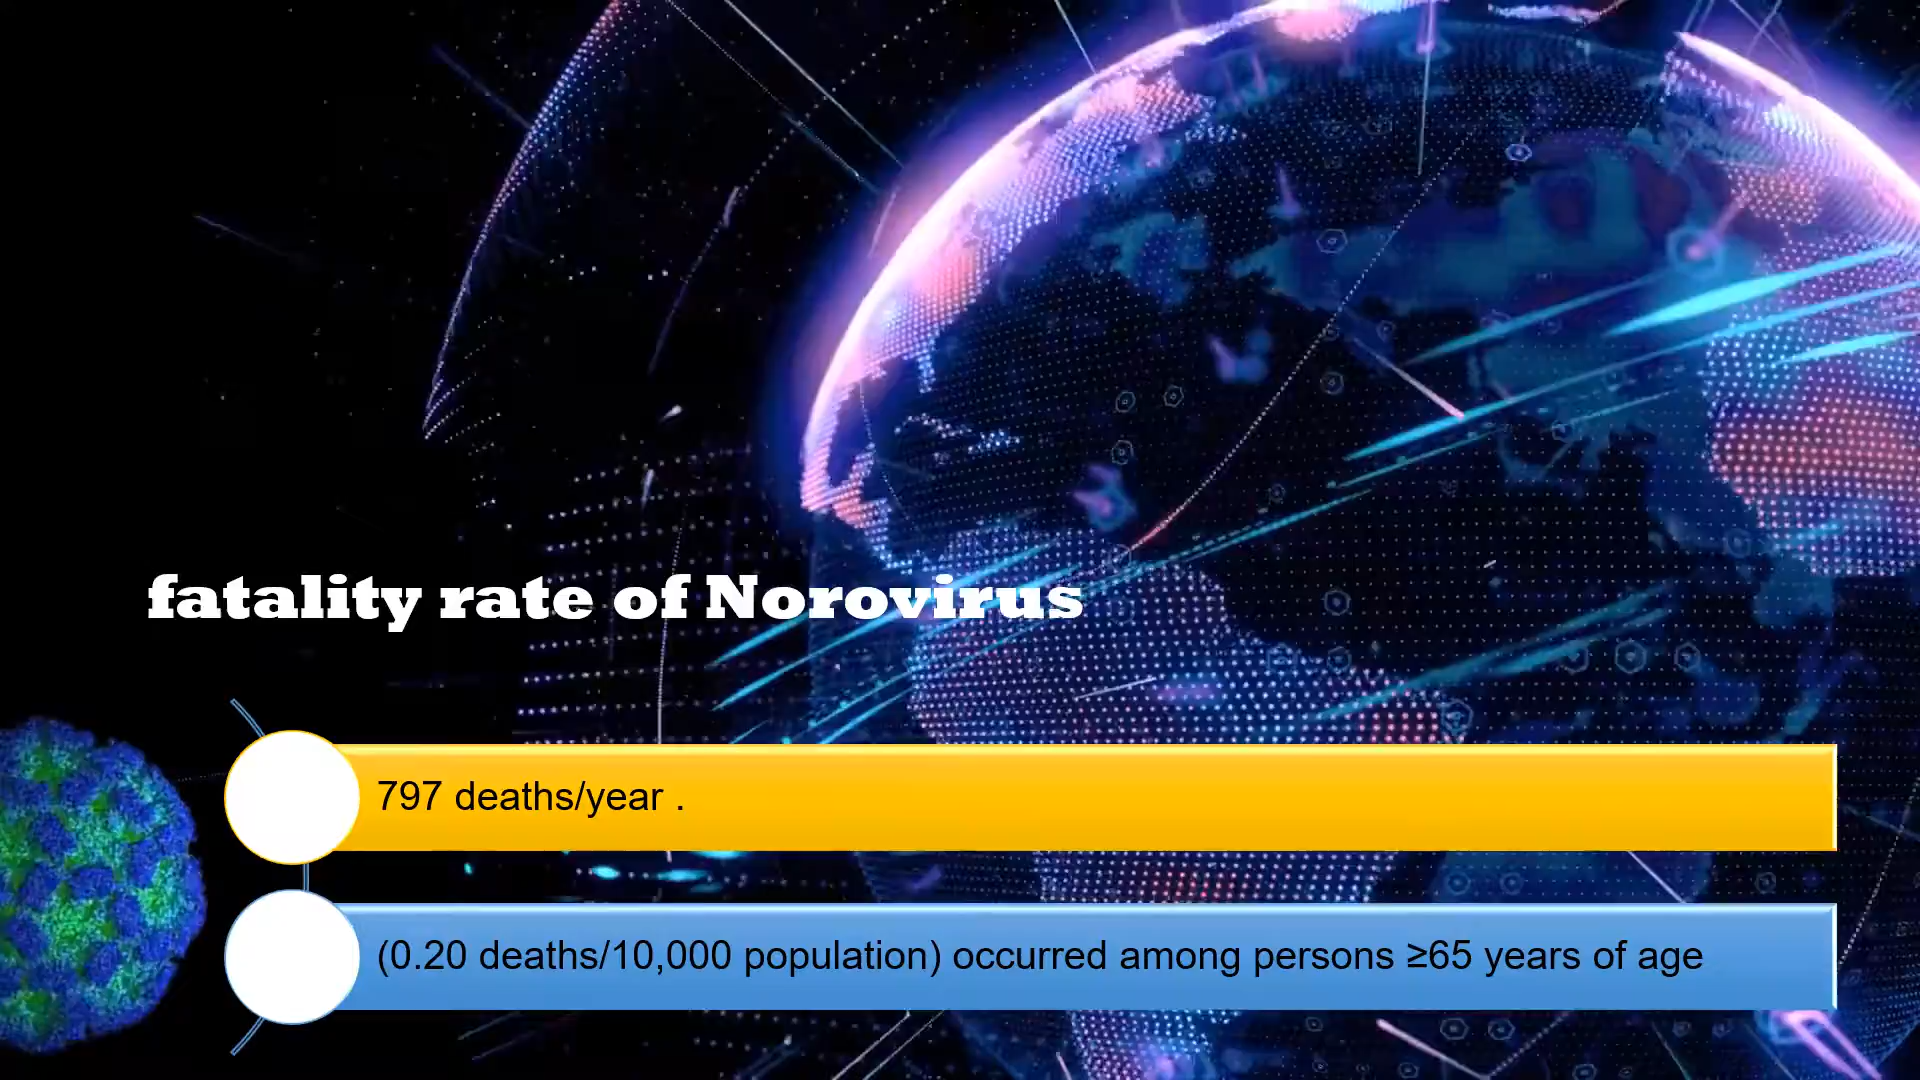 fatality rate of Norovirus
797 deaths/year .
(0.20 deaths/10,000 population) occurred among persons ≥65 years of age